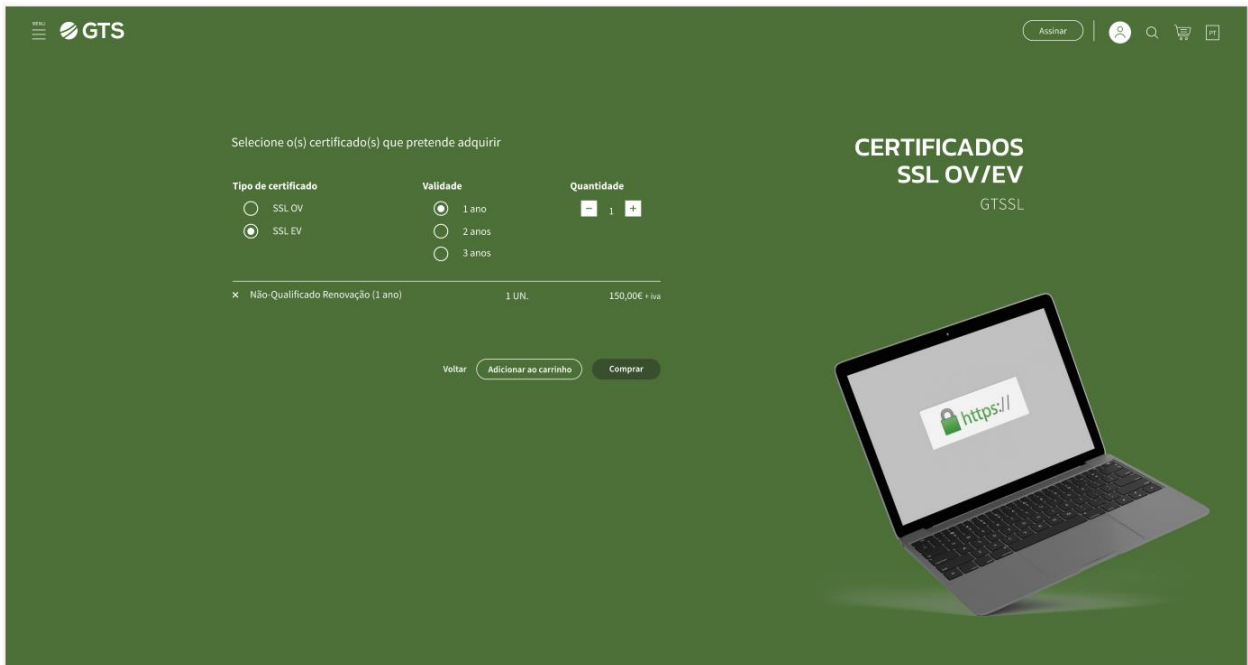 MENU
GTS
Assinar
PT
Selecione o(s) certificado(s) que pretende adquirir
Tipo de certificado
SSL OV
SSL EV
Validade
1 ano
2 anos
3 anos
Quantidade
− 1 +
× Não-Qualificado Renovação (1 ano) 1 UN. 150,00€ + iva
Voltar Adicionar ao carrinho Comprar
CERTIFICADOS
SSL OV/EV
GTSSL
https://